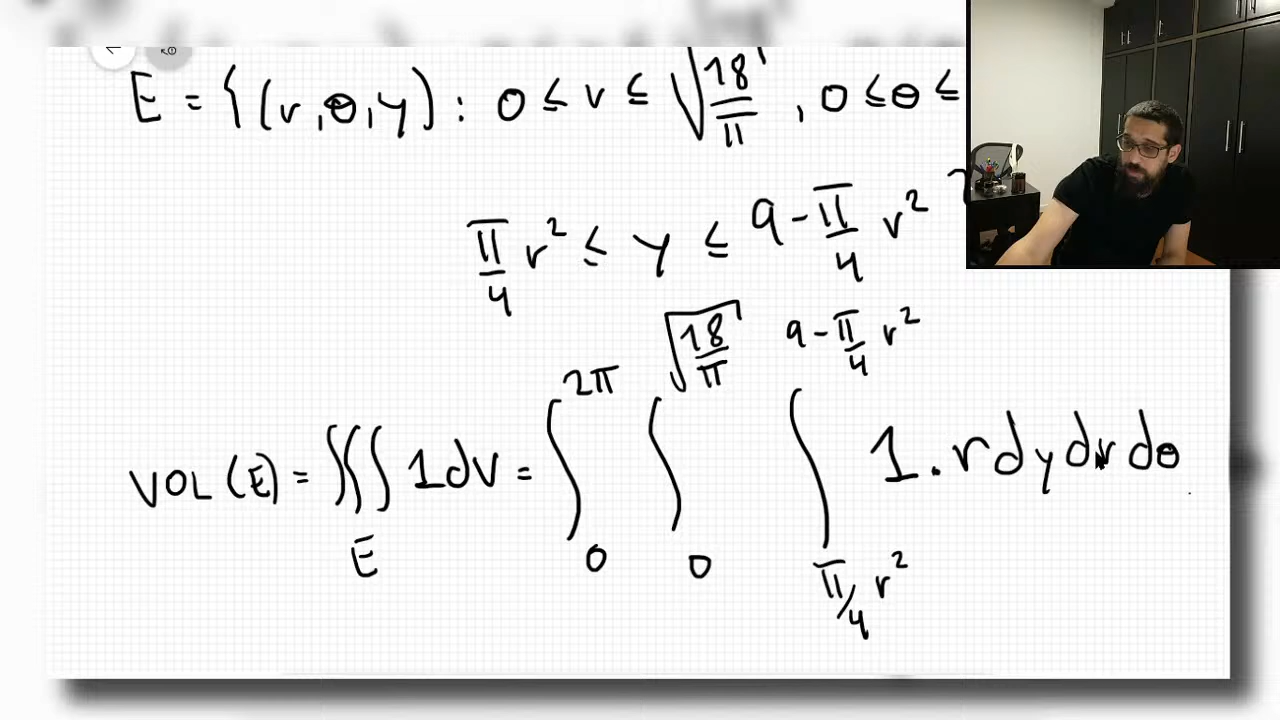 E = {(r, θ, y) : 0 ≤ r ≤ √(18/π) , 0 ≤ θ ≤
π/4 r² ≤ y ≤ 9 - π/4 r²
VOL (E) = ∭_E 1 dV = ∫_0^{2π} ∫_0^{√(18/π)} ∫_{π/4 r²}^{9 - π/4 r²} 1 . r dy dr dθ